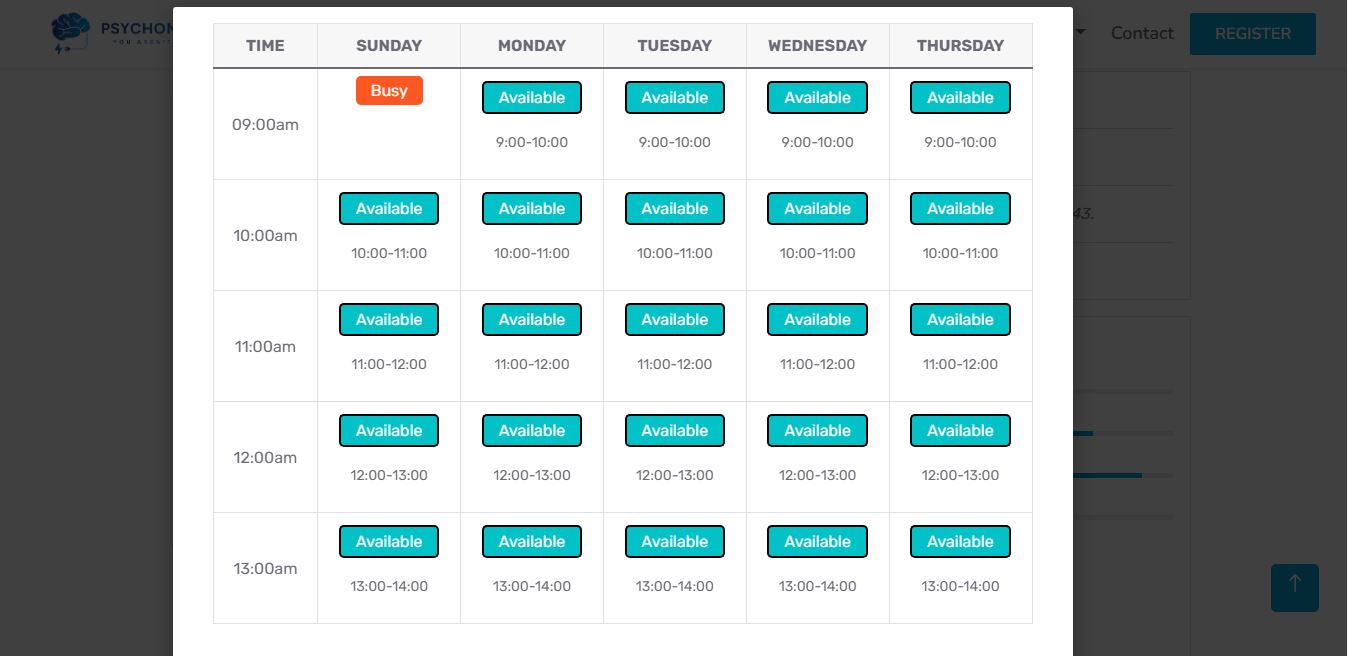 PSYCHON
YOU AREN'T
Contact
REGISTER
TIME SUNDAY MONDAY TUESDAY WEDNESDAY THURSDAY
Busy Available Available Available Available
09:00am
9:00-10:00 9:00-10:00 9:00-10:00 9:00-10:00
Available Available Available Available Available
43.
10:00am
10:00-11:00 10:00-11:00 10:00-11:00 10:00-11:00 10:00-11:00
Available Available Available Available Available
11:00am
11:00-12:00 11:00-12:00 11:00-12:00 11:00-12:00 11:00-12:00
Available Available Available Available Available
12:00am
12:00-13:00 12:00-13:00 12:00-13:00 12:00-13:00 12:00-13:00
Available Available Available Available Available
13:00am
13:00-14:00 13:00-14:00 13:00-14:00 13:00-14:00 13:00-14:00